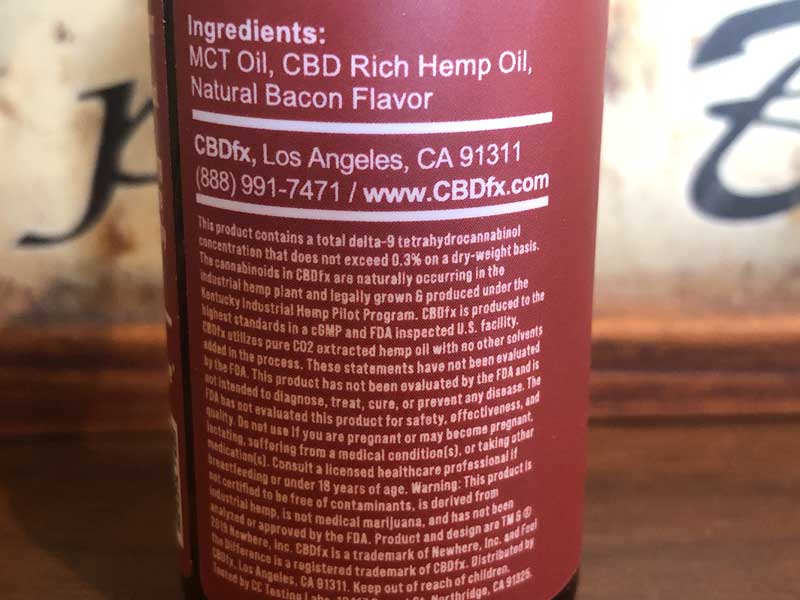 Ingredients:
MCT Oil, CBD Rich Hemp Oil,
Natural Bacon Flavor
CBDfx, Los Angeles, CA 91311
(888) 991-7471 / www.CBDfx.com
This product contains a total delta-9 tetrahydrocannabinol
concentration that does not exceed 0.3% on a dry-weight basis.
The cannabinoids in CBDfx are naturally occurring in the
industrial hemp plant and legally grown & produced under the
Kentucky Industrial Hemp Pilot Program. CBDfx is produced to the
highest standards in a cGMP and FDA inspected U.S. facility.
CBDfx utilizes pure CO2 extracted hemp oil with no other solvents
added in the process. These statements have not been evaluated
by the FDA. This product has not been evaluated by the FDA and is
not intended to diagnose, treat, cure, or prevent any disease. The
FDA has not evaluated this product for safety, effectiveness, and
quality. Do not use if you are pregnant or may become pregnant,
lactating, suffering from a medical condition(s), or taking other
medication(s). Consult a licensed healthcare professional if
breastfeeding or under 18 years of age. Warning: This product is
not certified to be free of contaminants, is derived from
industrial hemp, is not medical marijuana, and has not been
analyzed or approved by the FDA. Product and design are TM & ©
2019 Newhere, Inc. CBDfx is a trademark of Newhere, Inc. and Feel
the Difference is a registered trademark of CBDfx. Distributed by
CBDfx, Los Angeles, CA 91311. Keep out of reach of children.
Tested by CC Testing Labs, Northridge, CA 91325.